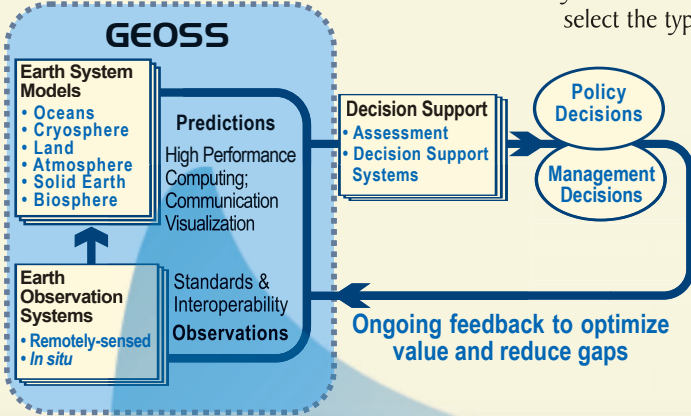 select the typ
GEOSS
Earth System
Models
• Oceans
• Cryosphere
• Land
• Atmosphere
• Solid Earth
• Biosphere
Predictions
High Performance
Computing;
Communication
Visualization
Earth
Observation
Systems
• Remotely-sensed
• In situ
Standards &
Interoperability
Observations
Decision Support
• Assessment
• Decision Support
Systems
Policy
Decisions
Management
Decisions
Ongoing feedback to optimize
value and reduce gaps